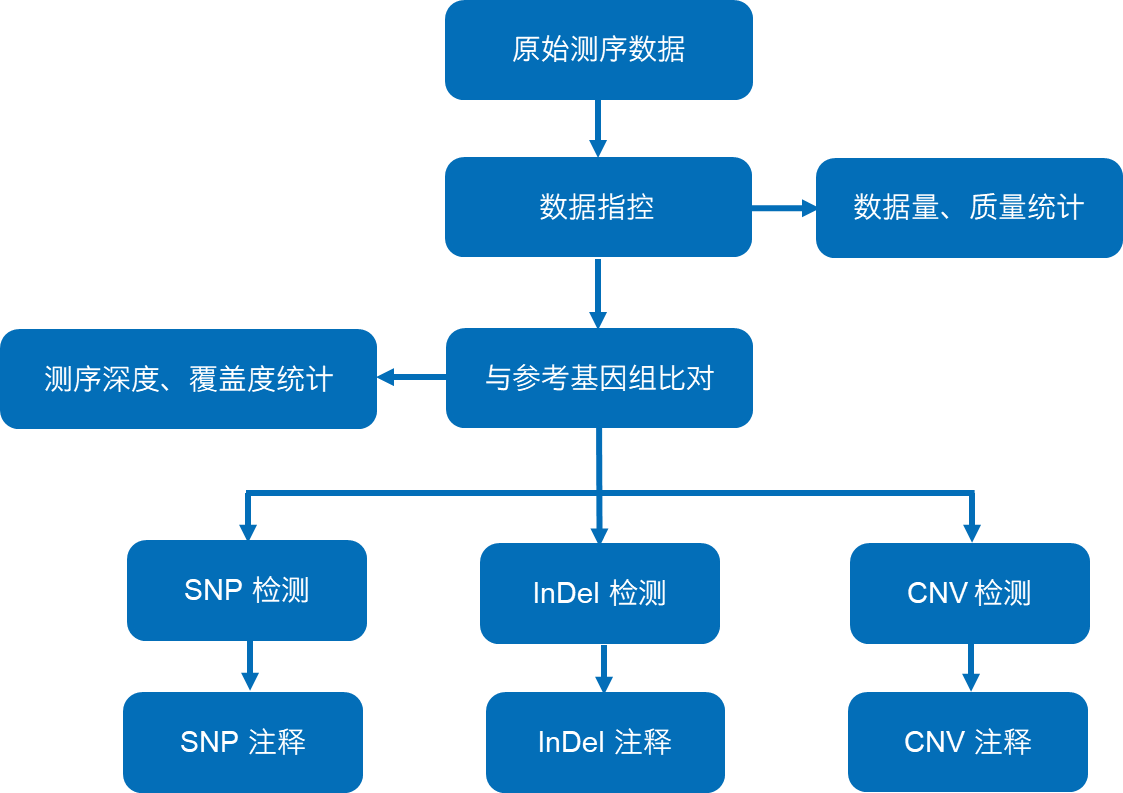 原始测序数据
数据指控
数据量、质量统计
测序深度、覆盖度统计
与参考基因组比对
SNP 检测
InDel 检测
CNV 检测
SNP 注释
InDel 注释
CNV 注释